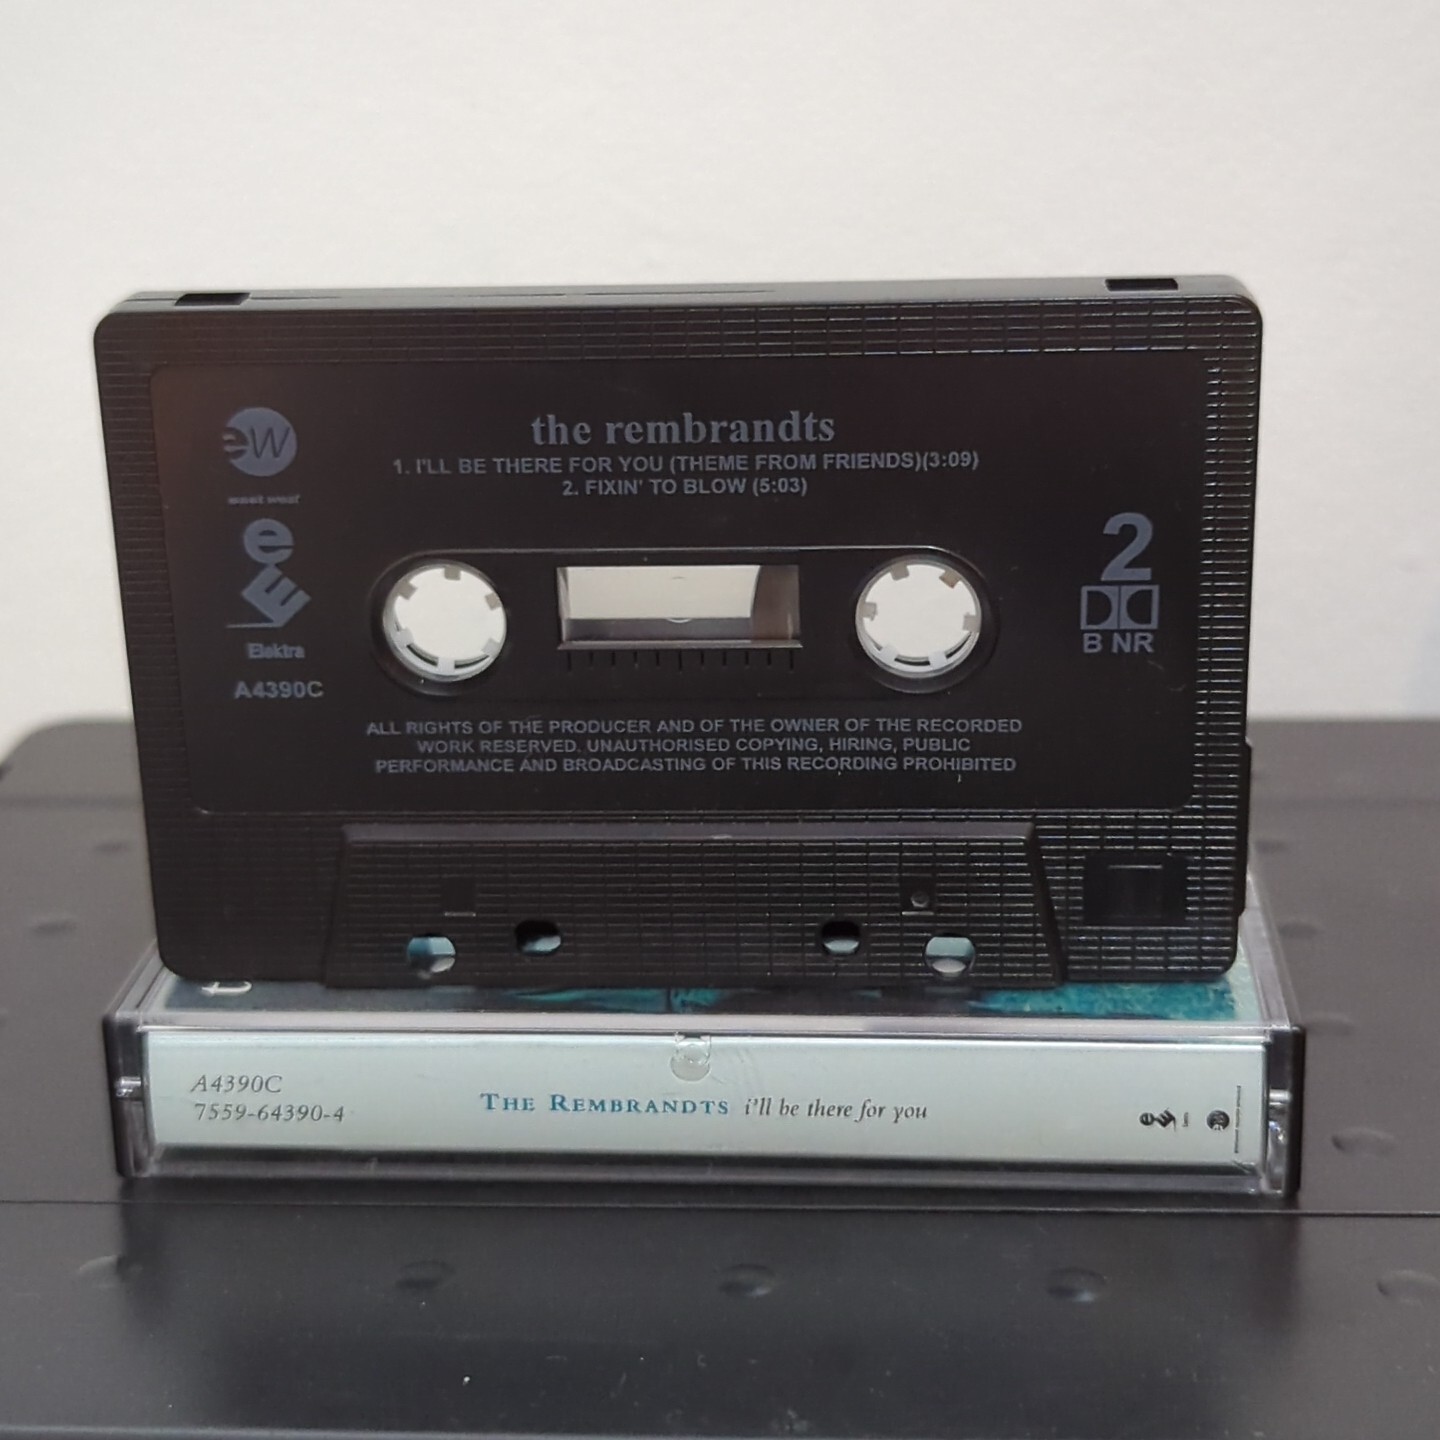 the rembrandts
1. I'LL BE THERE FOR YOU (THEME FROM FRIENDS)(3:09)
2. FIXIN' TO BLOW (5:03)
ew
east west
e
Elektra
A4390C
2
B NR
ALL RIGHTS OF THE PRODUCER AND OF THE OWNER OF THE RECORDED
WORK RESERVED. UNAUTHORISED COPYING, HIRING, PUBLIC
PERFORMANCE AND BROADCASTING OF THIS RECORDING PROHIBITED
t
A4390C
7559-64390-4
THE REMBRANDTS i'll be there for you